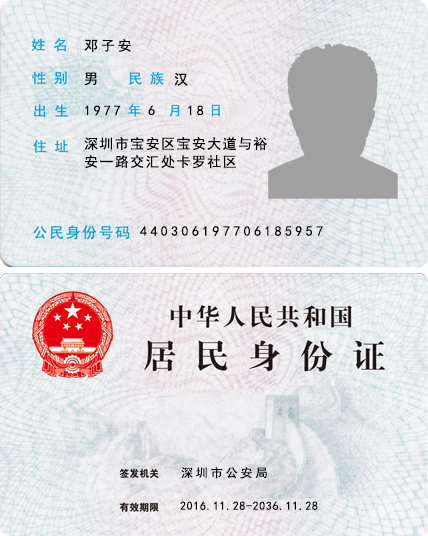 姓名 邓子安
性别 男 民族 汉
出生 1977 年 6 月 18 日
住址 深圳市宝安区宝安大道与裕
安一路交汇处卡罗社区
公民身份号码 440306197706185957
中华人民共和国
居民身份证
签发机关 深圳市公安局
有效期限 2016.11.28-2036.11.28